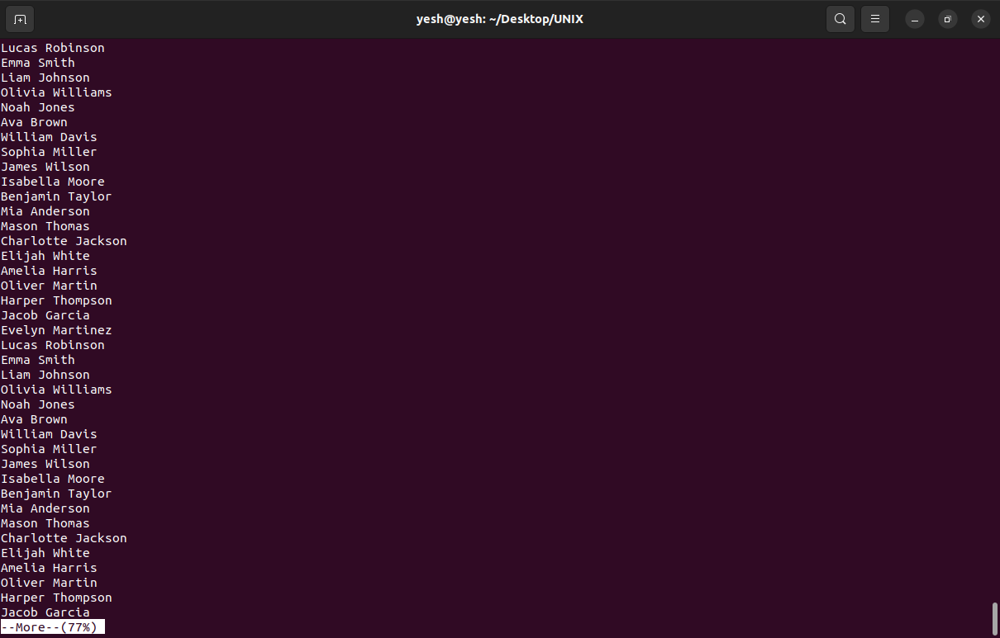 yesh@yesh: ~/Desktop/UNIX
Lucas Robinson
Emma Smith
Liam Johnson
Olivia Williams
Noah Jones
Ava Brown
William Davis
Sophia Miller
James Wilson
Isabella Moore
Benjamin Taylor
Mia Anderson
Mason Thomas
Charlotte Jackson
Elijah White
Amelia Harris
Oliver Martin
Harper Thompson
Jacob Garcia
Evelyn Martinez
Lucas Robinson
Emma Smith
Liam Johnson
Olivia Williams
Noah Jones
Ava Brown
William Davis
Sophia Miller
James Wilson
Isabella Moore
Benjamin Taylor
Mia Anderson
Mason Thomas
Charlotte Jackson
Elijah White
Amelia Harris
Oliver Martin
Harper Thompson
Jacob Garcia
--More--(77%)